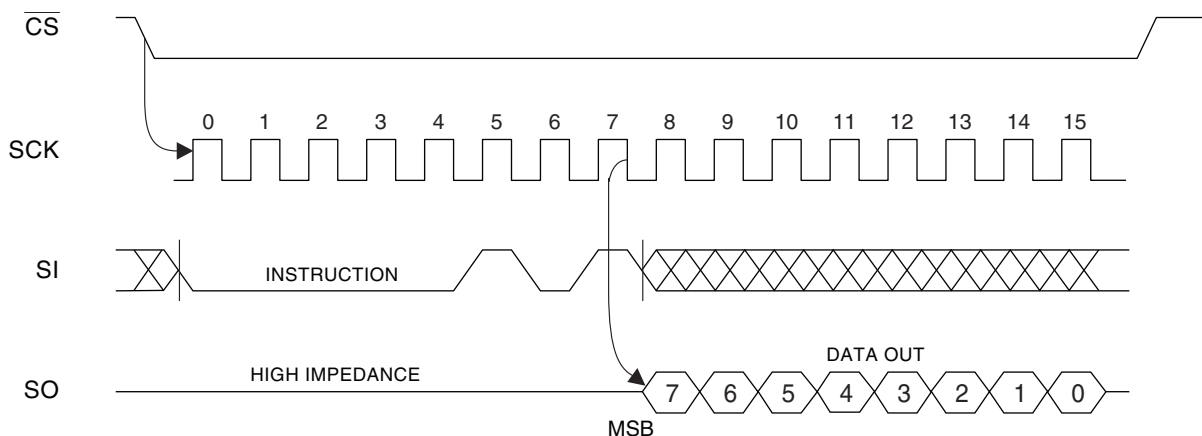 CS
0 1 2 3 4 5 6 7 8 9 10 11 12 13 14 15
SCK
SI
INSTRUCTION
DATA OUT
HIGH IMPEDANCE
SO
7 6 5 4 3 2 1 0
MSB